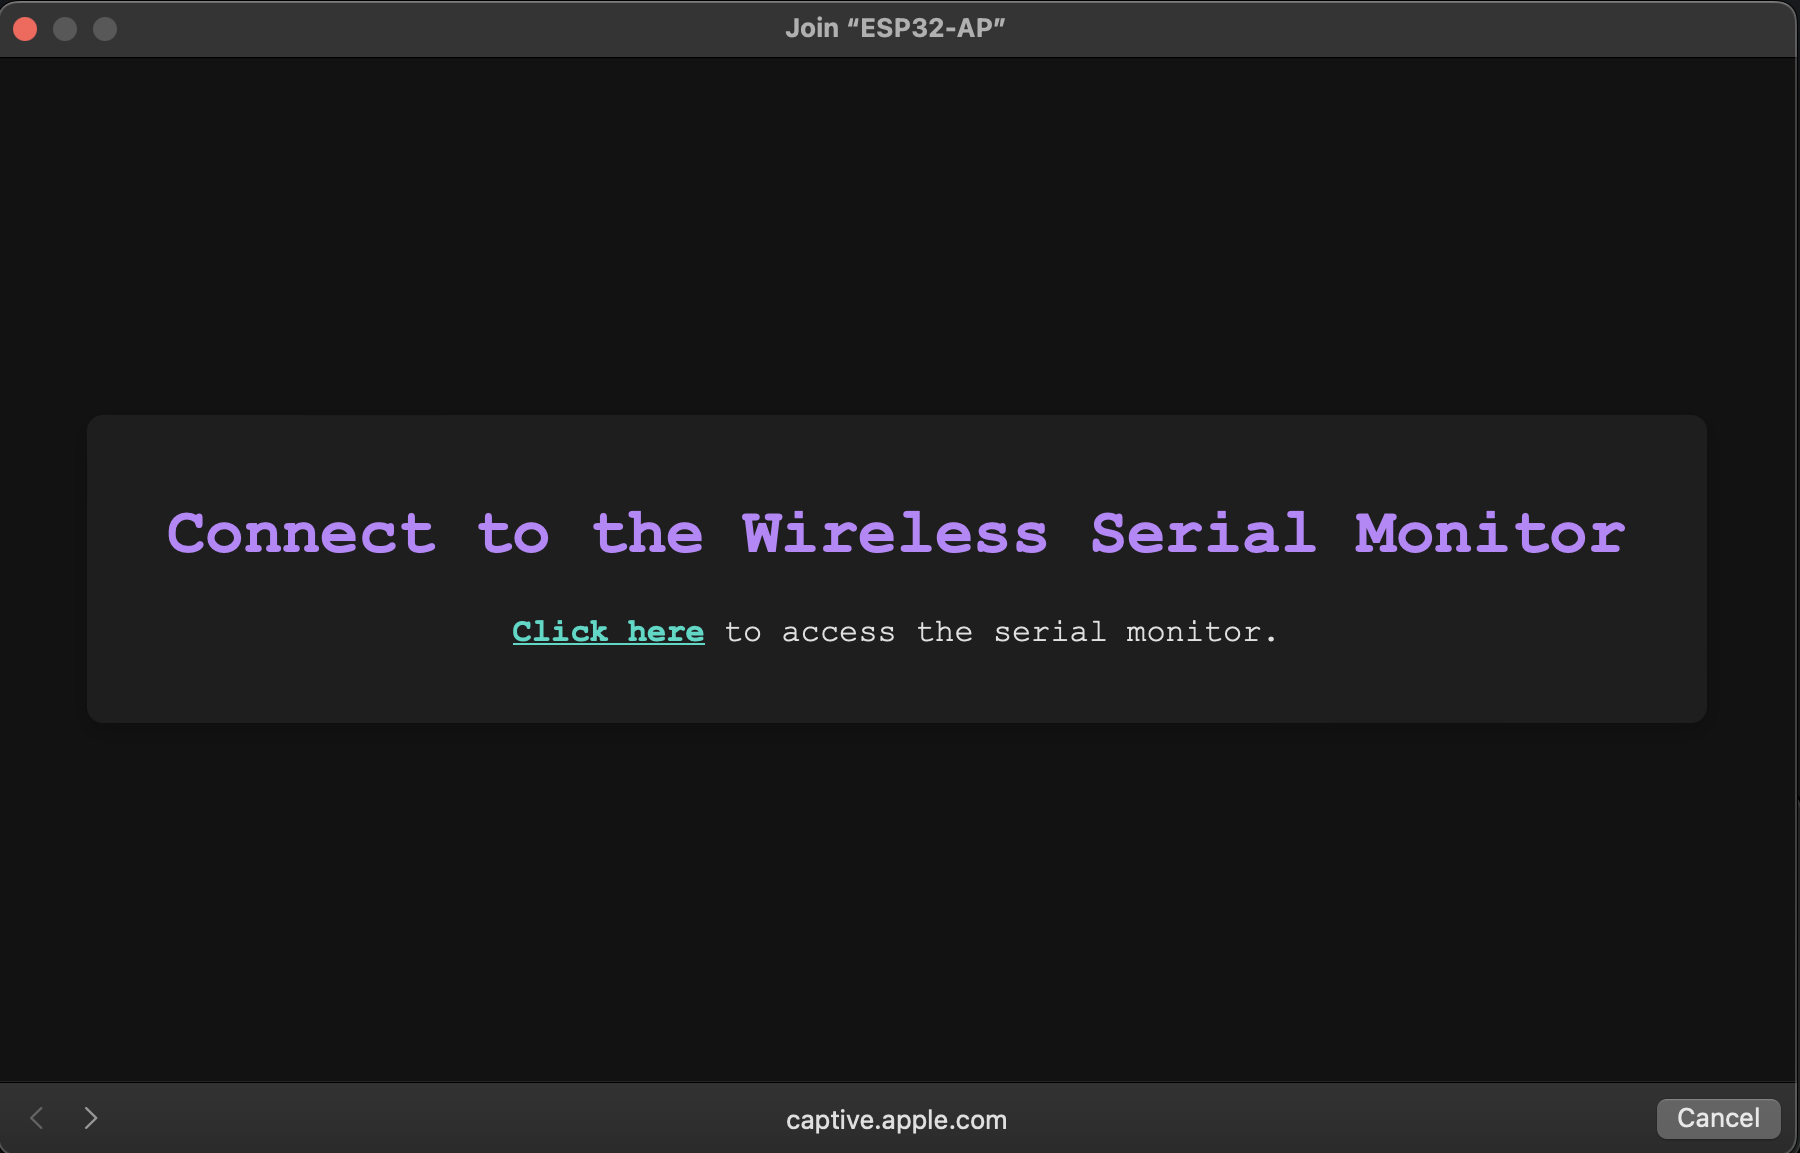 Join “ESP32-AP”
Connect to the Wireless Serial Monitor
Click here to access the serial monitor.
captive.apple.com
Cancel